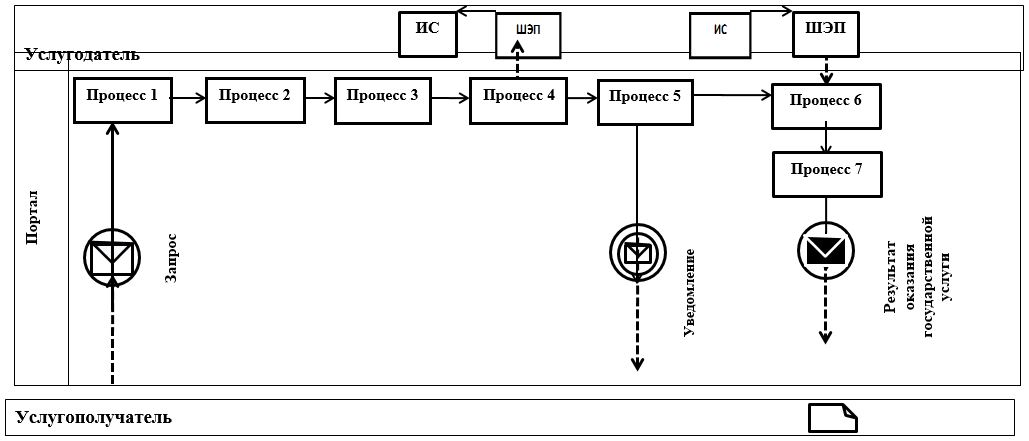 ИС
ШЭП
ИС
ШЭП
Услугодатель
Процесс 1
Процесс 2
Процесс 3
Процесс 4
Процесс 5
Процесс 6
Процесс 7
Портал
Запрос
Уведомление
Результат
оказания
государственной
услуги
Услугополучатель